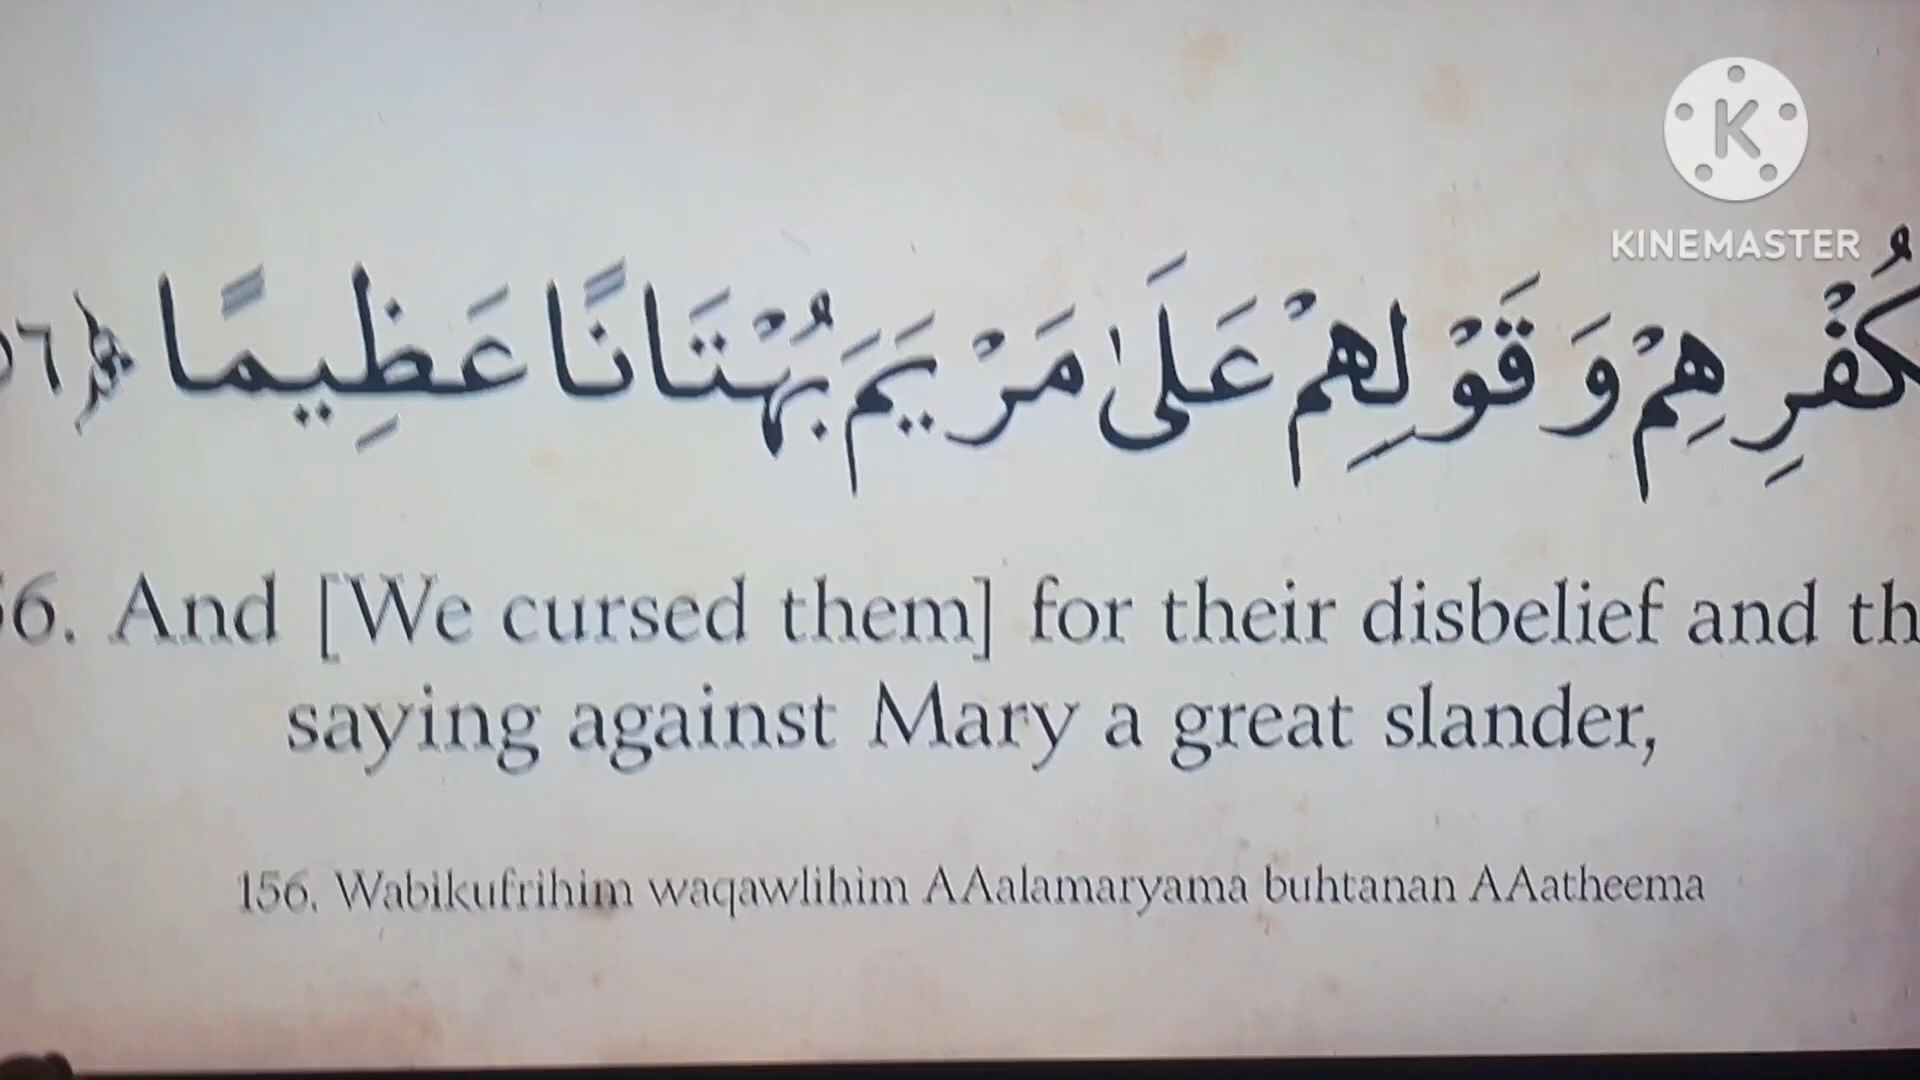 KINEMASTER
كُفْرِهِمْ وَقَوْلِهِمْ عَلَىٰ مَرْيَمَ بُهْتَانًا عَظِيمًا
6. And [We cursed them] for their disbelief and th
saying against Mary a great slander,
156. Wabikufrihim waqawlihim AAalamaryama buhtanan AAatheema